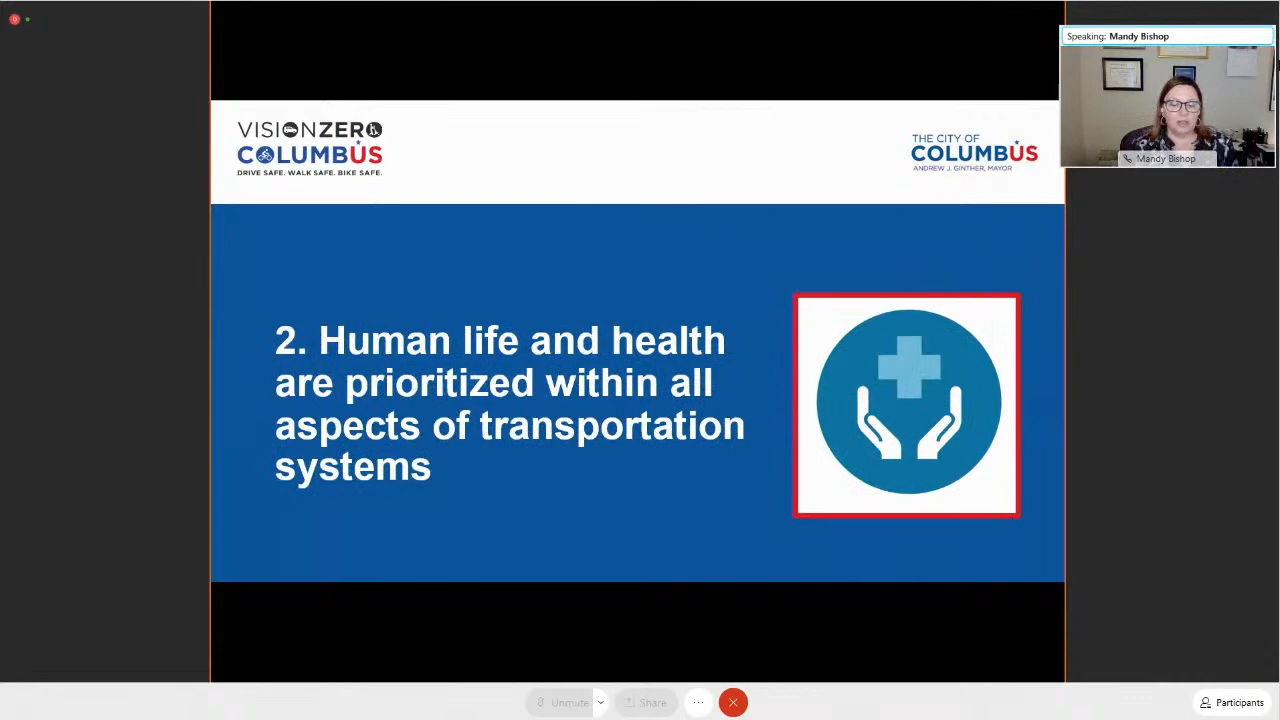 Speaking: Mandy Bishop
Mandy Bishop
VISIONZERO
COLUMBUS
DRIVE SAFE. WALK SAFE. BIKE SAFE.
THE CITY OF
COLUMBUS
ANDREW J. GINTHER, MAYOR
2. Human life and health
are prioritized within all
aspects of transportation
systems
Unmute
Share
Participants